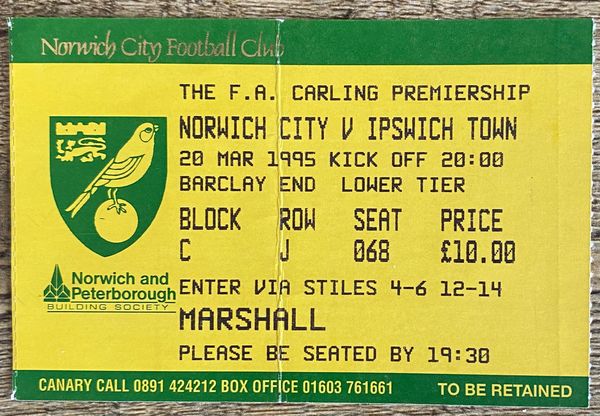 Norwich City Football Club
THE F.A. CARLING PREMIERSHIP
NORWICH CITY V IPSWICH TOWN
20 MAR 1995 KICK OFF 20:00
BARCLAY END LOWER TIER
BLOCK ROW SEAT PRICE
C J 068 £10.00
Norwich and
Peterborough
BUILDING SOCIETY
ENTER VIA STILES 4-6 12-14
MARSHALL
PLEASE BE SEATED BY 19:30
CANARY CALL 0891 424212 BOX OFFICE 01603 761661
TO BE RETAINED